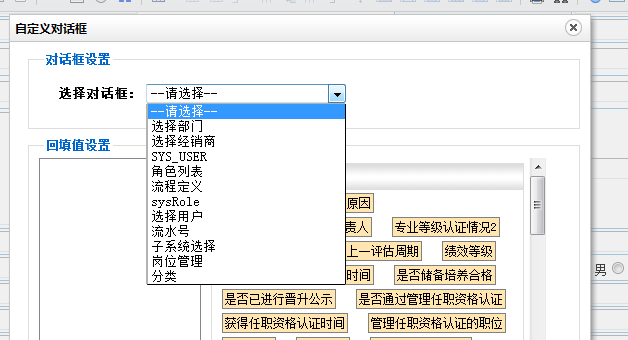 自定义对话框
对话框设置
选择对话框： --请选择--
--请选择--
选择部门
选择经销商
SYS_USER
角色列表
流程定义
sysRole
选择用户
流水号
子系统选择
岗位管理
分类
回填值设置
原因
责人 专业等级认证情况2
上一评估周期 绩效等级
时间 是否储备培养合格
是否已进行晋升公示 是否通过管理任职资格认证
获得任职资格认证时间 管理任职资格认证的职位
男